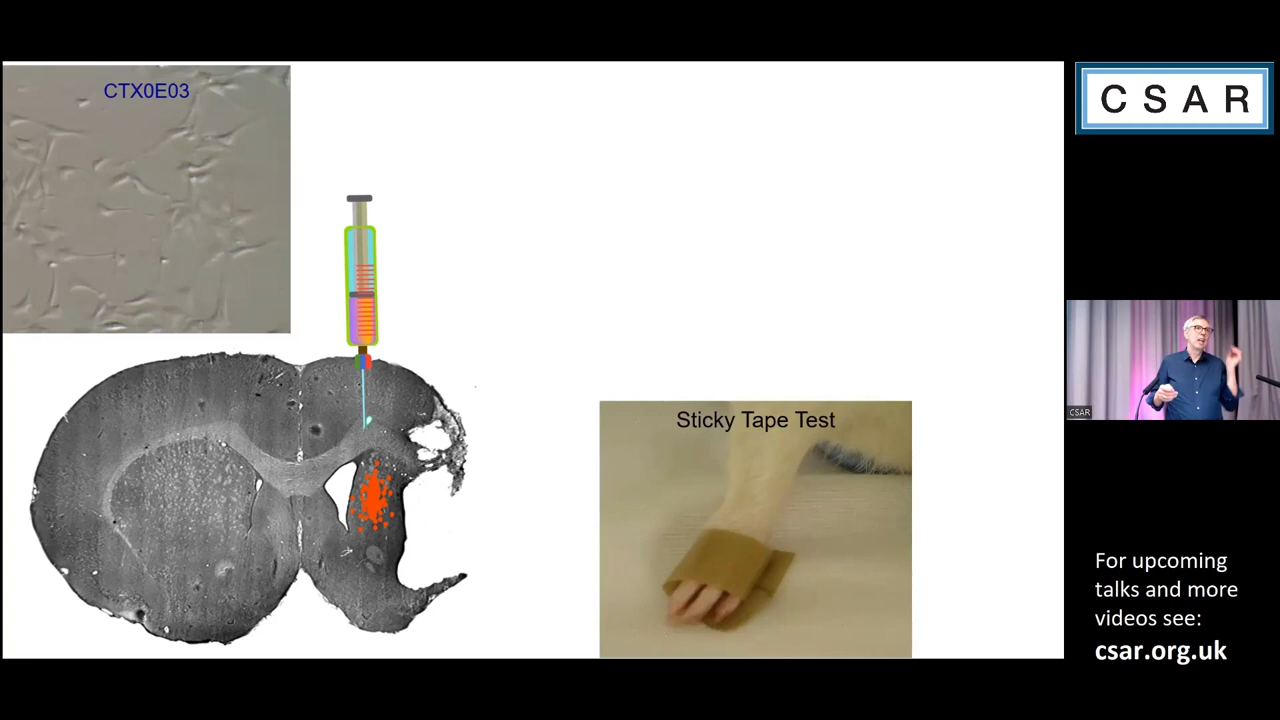 CTX0E03
Sticky Tape Test
C S A R
CSAR
For upcoming
talks and more
videos see:
csar.org.uk